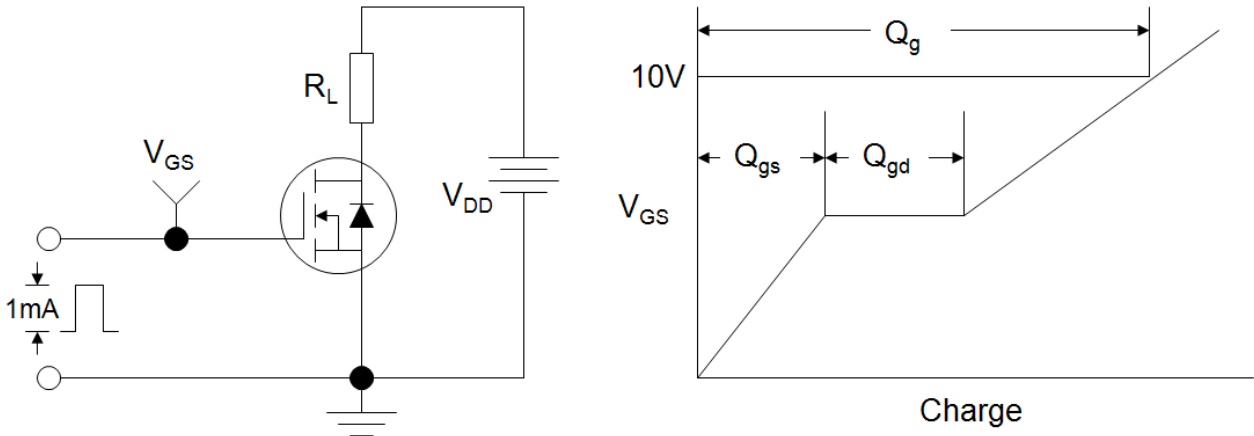 R_L
V_GS
V_DD
1mA
Q_g
10V
Q_gs
Q_gd
V_GS
Charge